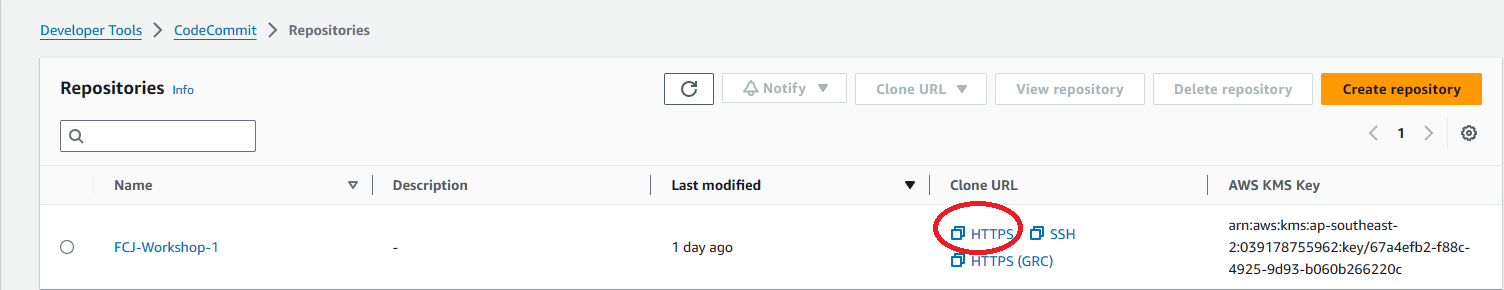 Developer Tools > CodeCommit > Repositories
Repositories Info
Notify Clone URL View repository Delete repository Create repository
1
Name Description Last modified Clone URL AWS KMS Key
FCJ-Workshop-1 - 1 day ago HTTPS SSH HTTPS (GRC)
arn:aws:kms:ap-southeast-
2:039178755962:key/67a4efb2-f88c-
4925-9d93-b060b266220c